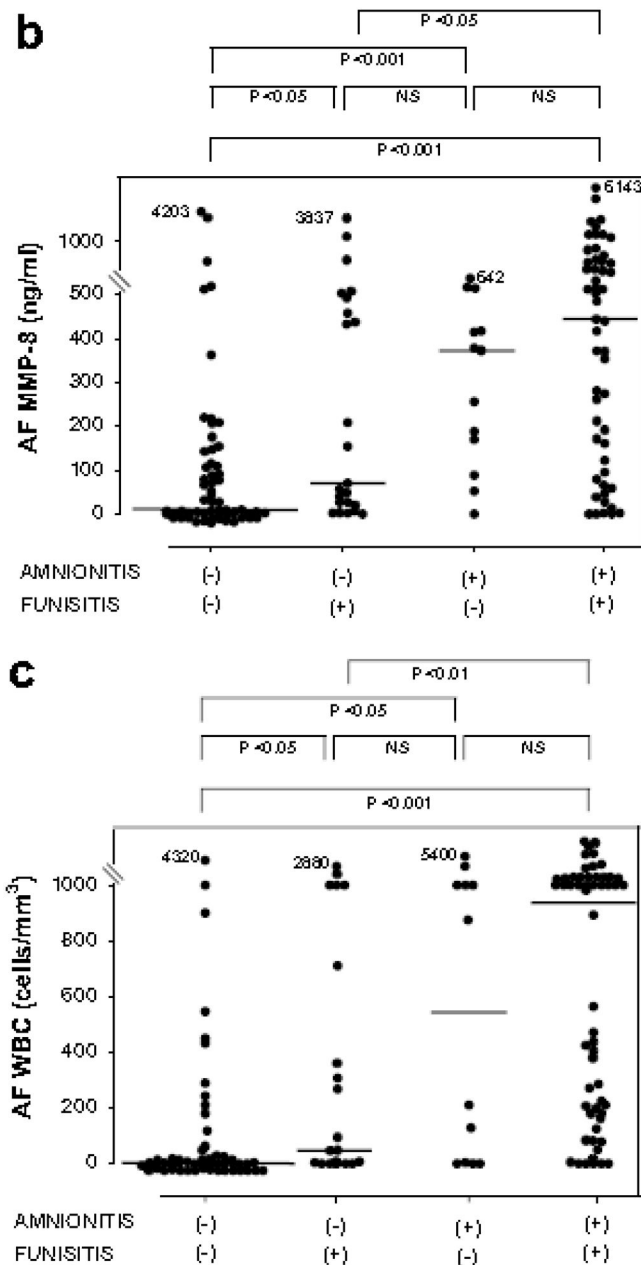 b
P <0.05
P <0.001
P <0.05 NS NS
P <0.001
4203 3837 542 6143
1000
500
400
300
200
100
0
AF MMP-8 (ng/ml)
AMNIONITIS (-) (-) (+) (+)
FUNISITIS (-) (+) (-) (+)
c
P <0.01
P <0.05
P <0.05 NS NS
P <0.001
4320 2880 5400
1000
800
600
400
200
0
AF WBC (cells/mm³)
AMNIONITIS (-) (-) (+) (+)
FUNISITIS (-) (+) (-) (+)